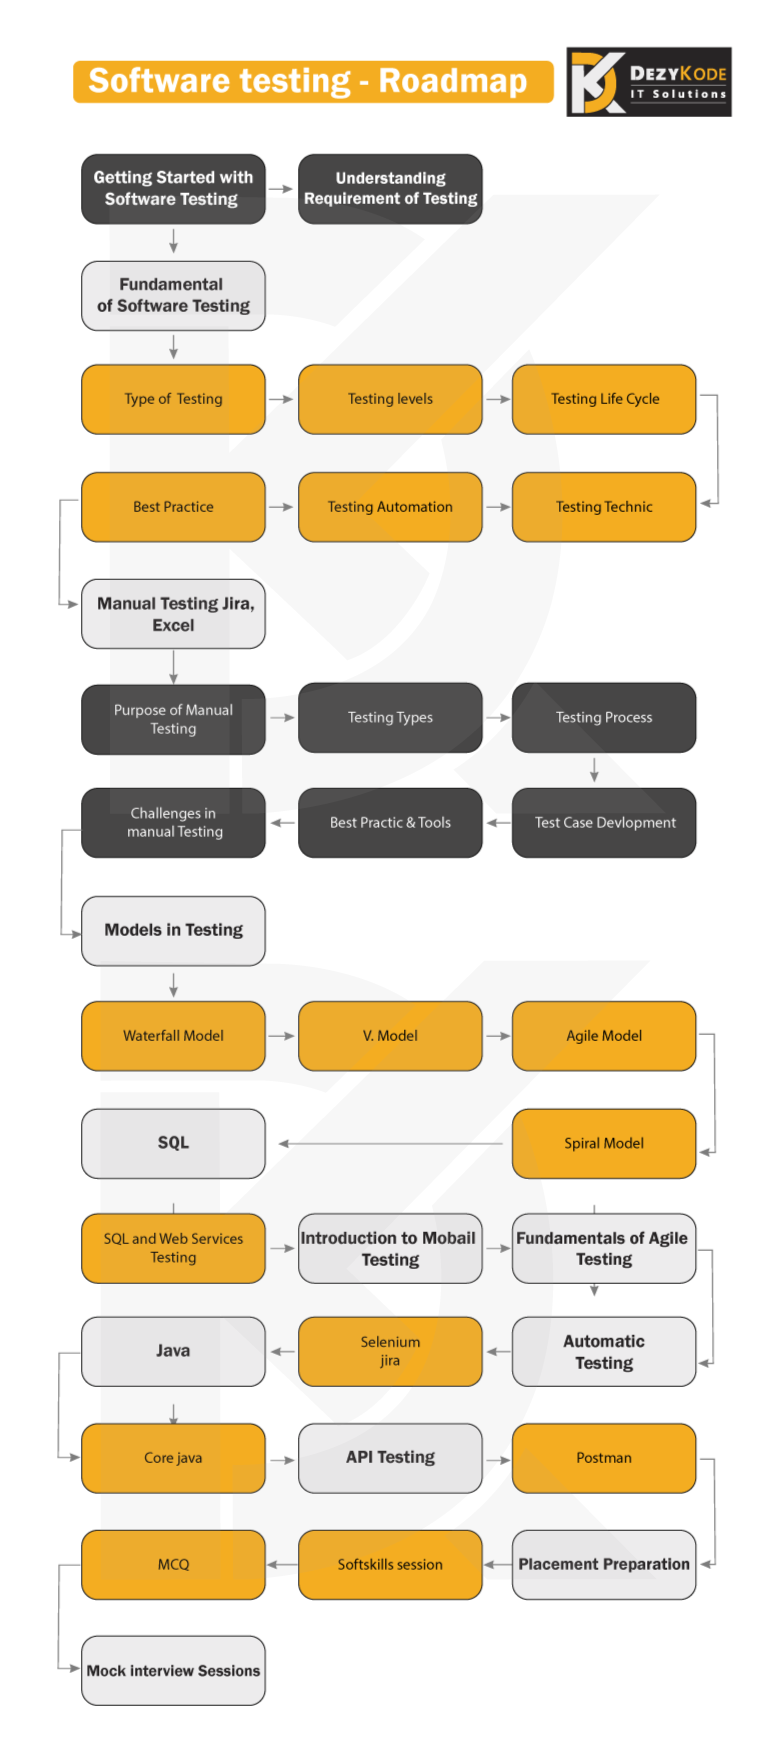 Software testing - Roadmap
DEZYKODE
IT Solutions
Getting Started with
Software Testing
Understanding
Requirement of Testing
Fundamental
of Software Testing
Type of Testing
Testing levels
Testing Life Cycle
Best Practice
Testing Automation
Testing Technic
Manual Testing Jira,
Excel
Purpose of Manual
Testing
Testing Types
Testing Process
Challenges in
manual Testing
Best Practic & Tools
Test Case Devlopment
Models in Testing
Waterfall Model
V. Model
Agile Model
SQL
Spiral Model
SQL and Web Services
Testing
Introduction to Mobail
Testing
Fundamentals of Agile
Testing
Java
Selenium
jira
Automatic
Testing
Core java
API Testing
Postman
MCQ
Softskills session
Placement Preparation
Mock interview Sessions